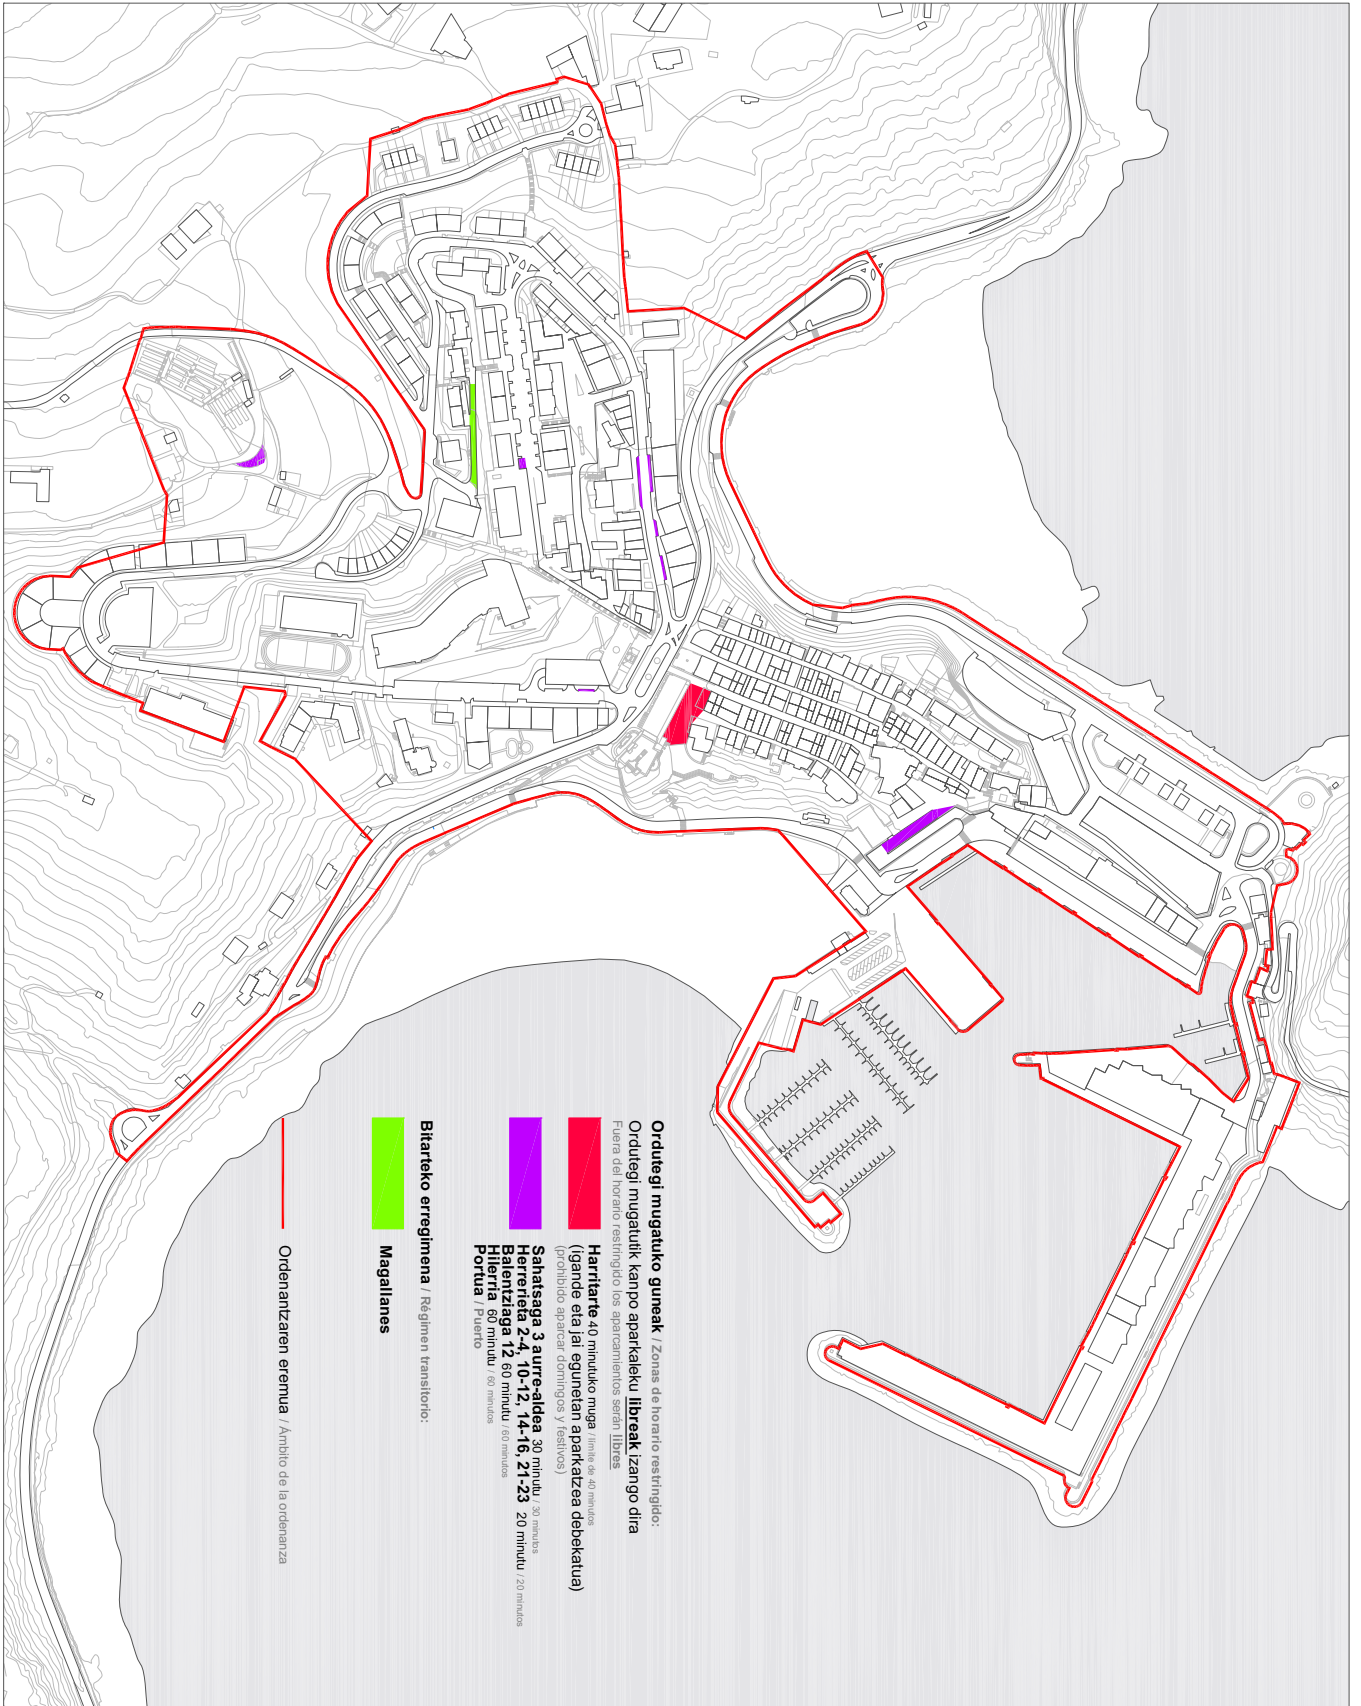 Ordutegi mugatuko guneak / Zonas de horario restringido:
Ordutegi mugatutik kanpo aparkaleku libreak izango dira
Fuera del horario restringido los aparcamientos serán libres
Harritarte 40 minutuko muga / límite de 40 minutos
(igande eta jai egunetan aparkatzea debekatua)
(prohibido aparcar domingos y festivos)
Sahatsaga 3 aurre-aldea 30 minutu / 30 minutos
Herrerieta 2-4, 10-12, 14-16, 21-23 20 minutu / 20 minutos
Balentziaga 12 60 minutu / 60 minutos
Hilerria 60 minutu / 60 minutos
Portua / Puerto
Bitarteko erregimena / Régimen transitorio:
Magallanes
Ordenantzaren eremua / Ámbito de la ordenanza